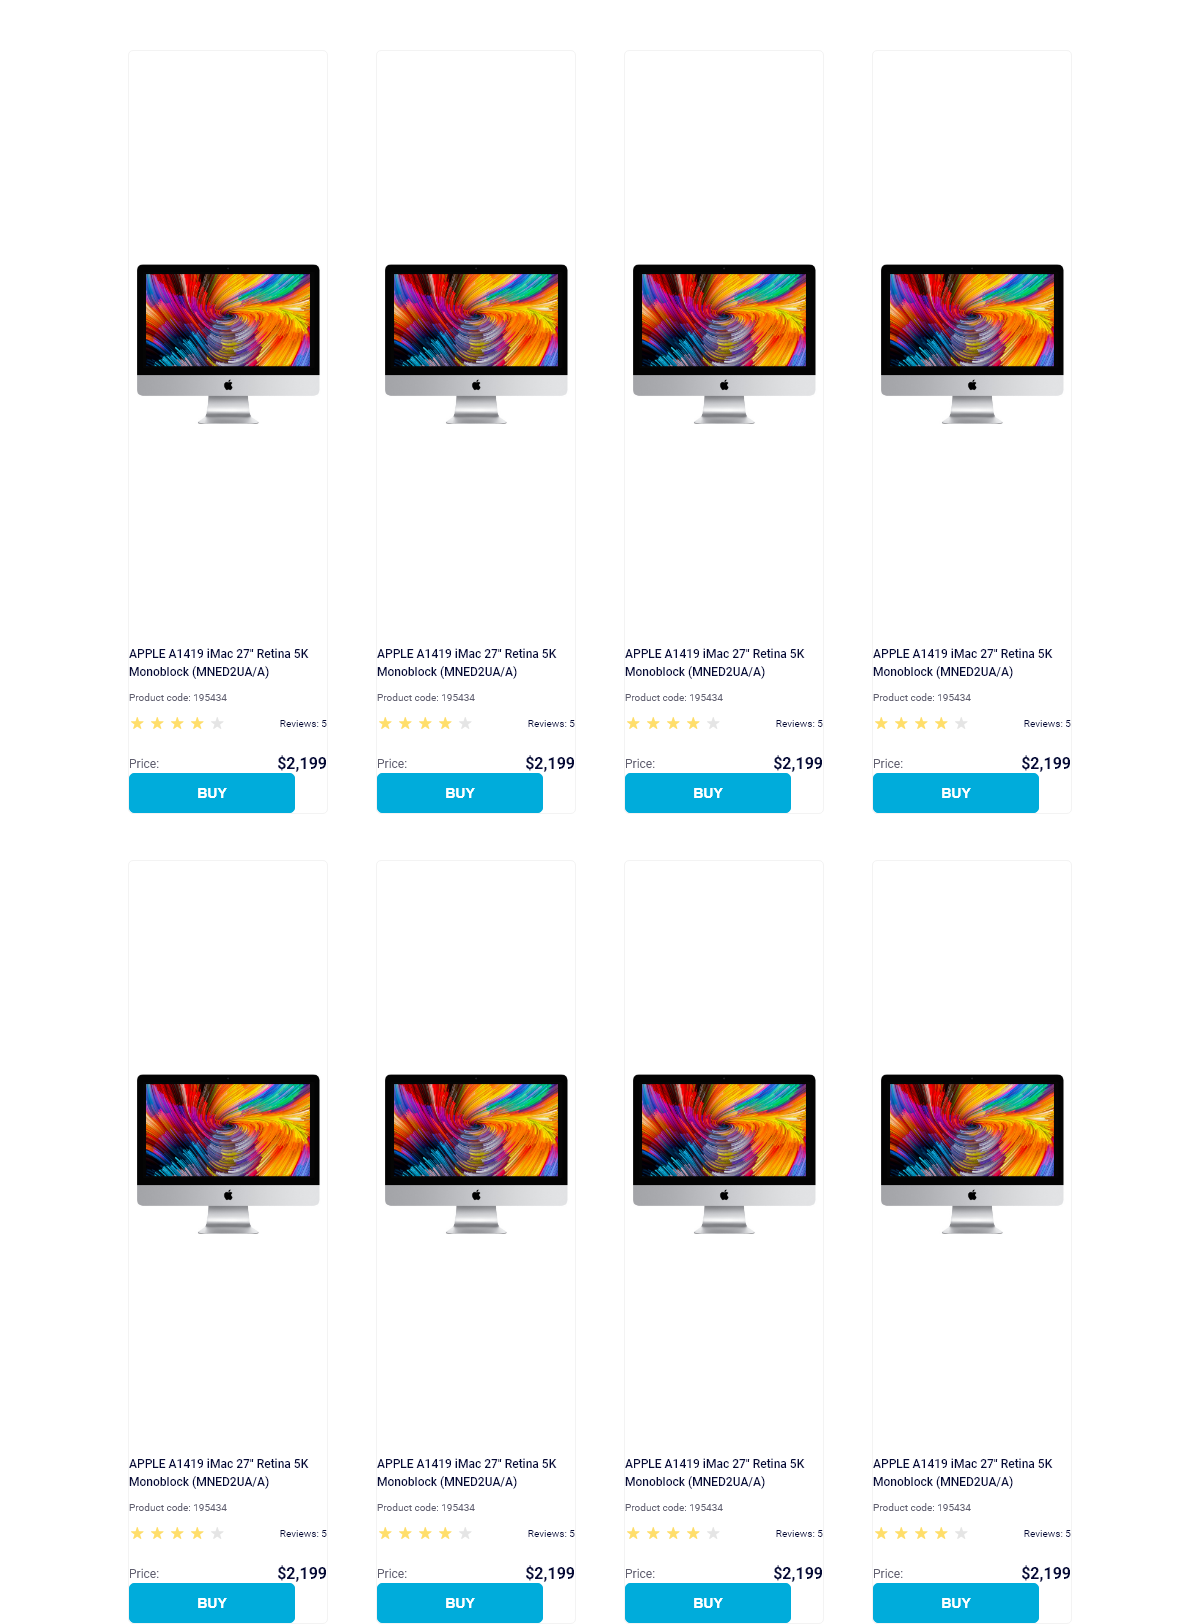 APPLE A1419 iMac 27" Retina 5K
Monoblock (MNED2UA/A)
Product code: 195434
Reviews: 5
Price: $2,199
BUY
APPLE A1419 iMac 27" Retina 5K
Monoblock (MNED2UA/A)
Product code: 195434
Reviews: 5
Price: $2,199
BUY
APPLE A1419 iMac 27" Retina 5K
Monoblock (MNED2UA/A)
Product code: 195434
Reviews: 5
Price: $2,199
BUY
APPLE A1419 iMac 27" Retina 5K
Monoblock (MNED2UA/A)
Product code: 195434
Reviews: 5
Price: $2,199
BUY
APPLE A1419 iMac 27" Retina 5K
Monoblock (MNED2UA/A)
Product code: 195434
Reviews: 5
Price: $2,199
BUY
APPLE A1419 iMac 27" Retina 5K
Monoblock (MNED2UA/A)
Product code: 195434
Reviews: 5
Price: $2,199
BUY
APPLE A1419 iMac 27" Retina 5K
Monoblock (MNED2UA/A)
Product code: 195434
Reviews: 5
Price: $2,199
BUY
APPLE A1419 iMac 27" Retina 5K
Monoblock (MNED2UA/A)
Product code: 195434
Reviews: 5
Price: $2,199
BUY